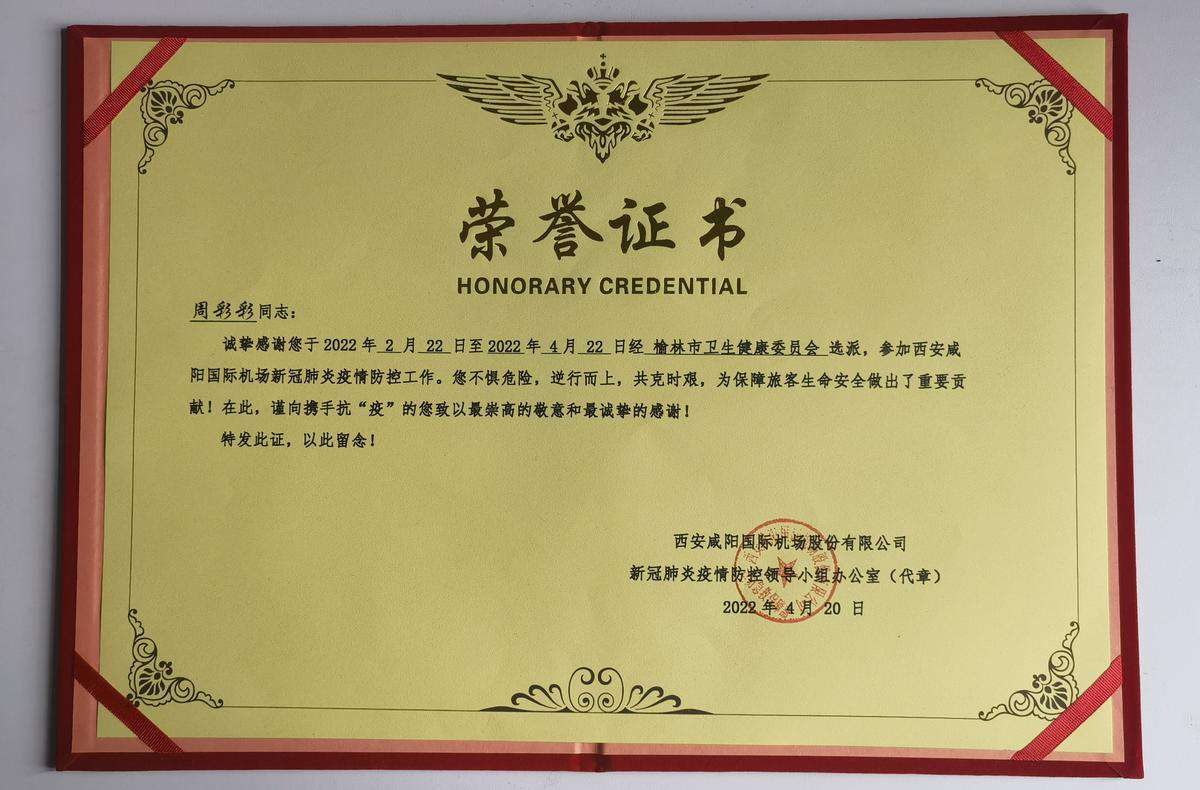 荣誉证书
HONORARY CREDENTIAL
周彩彩同志：
诚挚感谢您于2022年 2 月 22 日至2022年 4月 22 日经 榆林市卫生健康委员会 选派，参加西安咸
阳国际机场新冠肺炎疫情防控工作。您不惧危险，逆行而上，共克时艰，为保障旅客生命安全做出了重要贡
献！在此，谨向携手抗“疫”的您致以最崇高的敬意和最诚挚的感谢！
特发此证，以此留念！
西安咸阳国际机场股份有限公司
新冠肺炎疫情防控领导小组办公室（代章）
2022年 4月 20 日